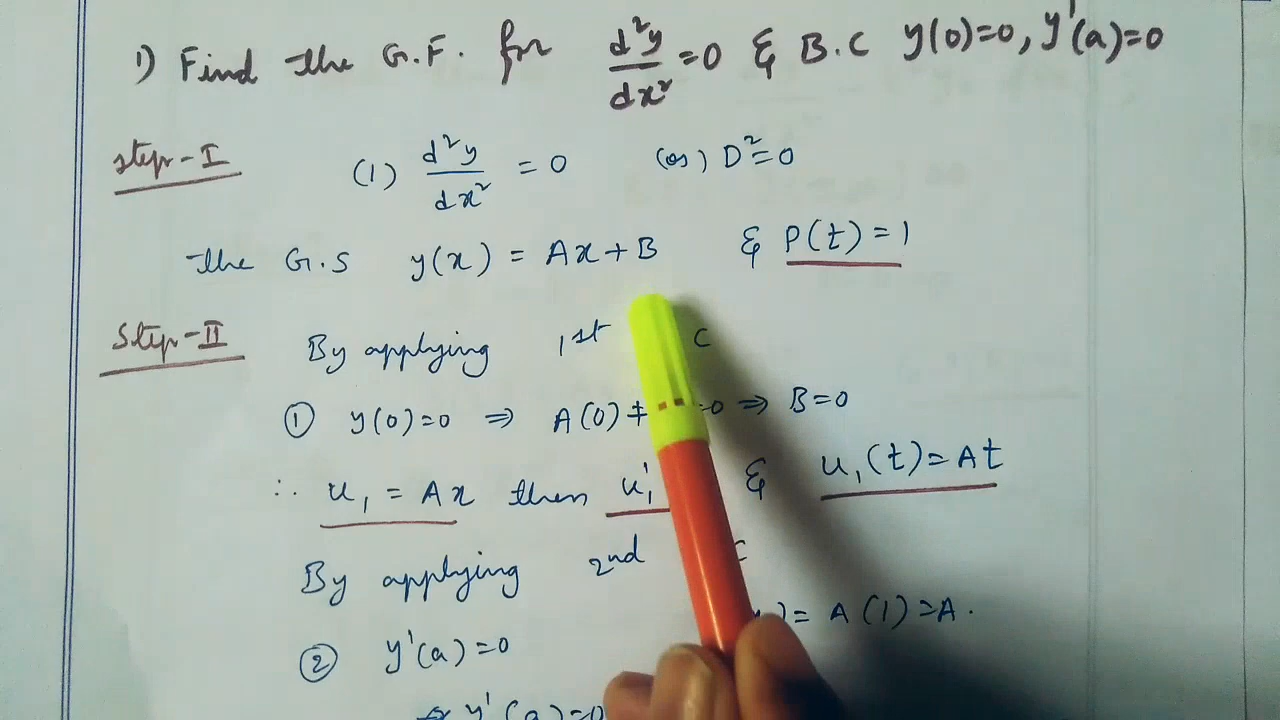 1) Find the G.F. for d²y/dx² = 0 & B.C y(0)=0, y'(a)=0
Step-I (1) d²y/dx² = 0 (or) D²=0
the G.S y(x) = Ax+B & P(t) = 1
Step-II By applying 1st C
① y(0)=0 ⇒ A(0)+ =0 ⇒ B=0
∴ u₁ = Ax then u₁' & u₁(t)=At
By applying 2nd C
)= A(1)=A.
② y'(a)=0
y'(a)=0